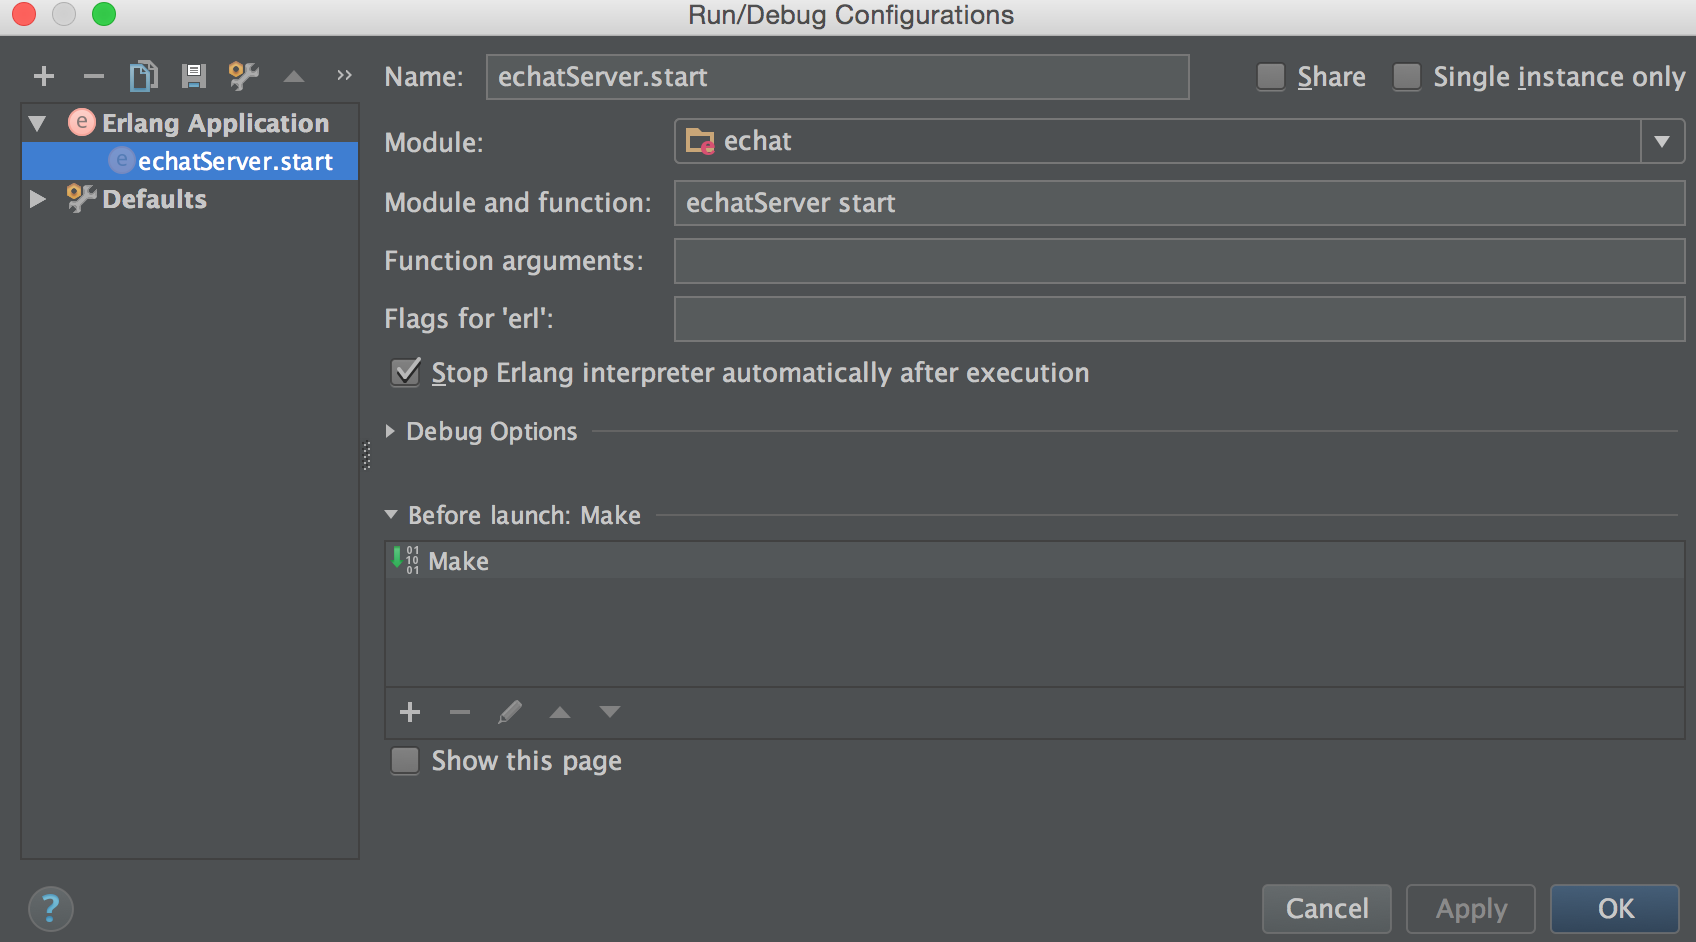 Run/Debug Configurations
Name: echatServer.start Share Single instance only
Erlang Application
echatServer.start
Defaults
Module: echat
Module and function: echatServer start
Function arguments:
Flags for 'erl':
Stop Erlang interpreter automatically after execution
Debug Options
Before launch: Make
Make
Show this page
? Cancel Apply OK